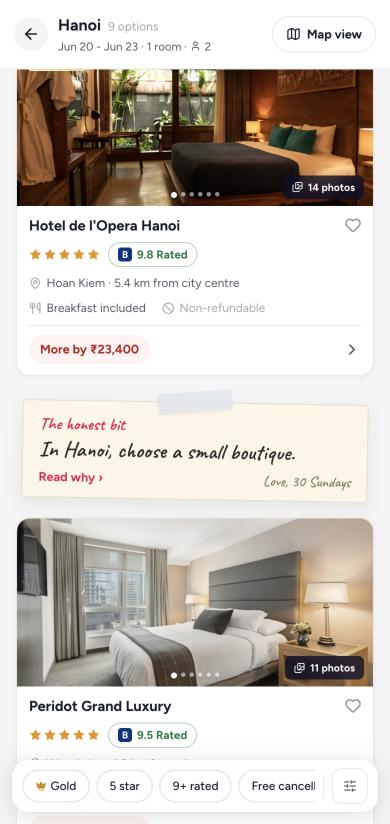 Hanoi 9 options
Jun 20 - Jun 23 · 1 room · 2
Map view
14 photos
Hotel de l'Opera Hanoi
B 9.8 Rated
Hoan Kiem · 5.4 km from city centre
Breakfast included Non-refundable
More by ₹23,400
The honest bit
In Hanoi, choose a small boutique.
Read why ›
Love, 30 Sundays
11 photos
Peridot Grand Luxury
B 9.5 Rated
Gold 5 star 9+ rated Free cancell